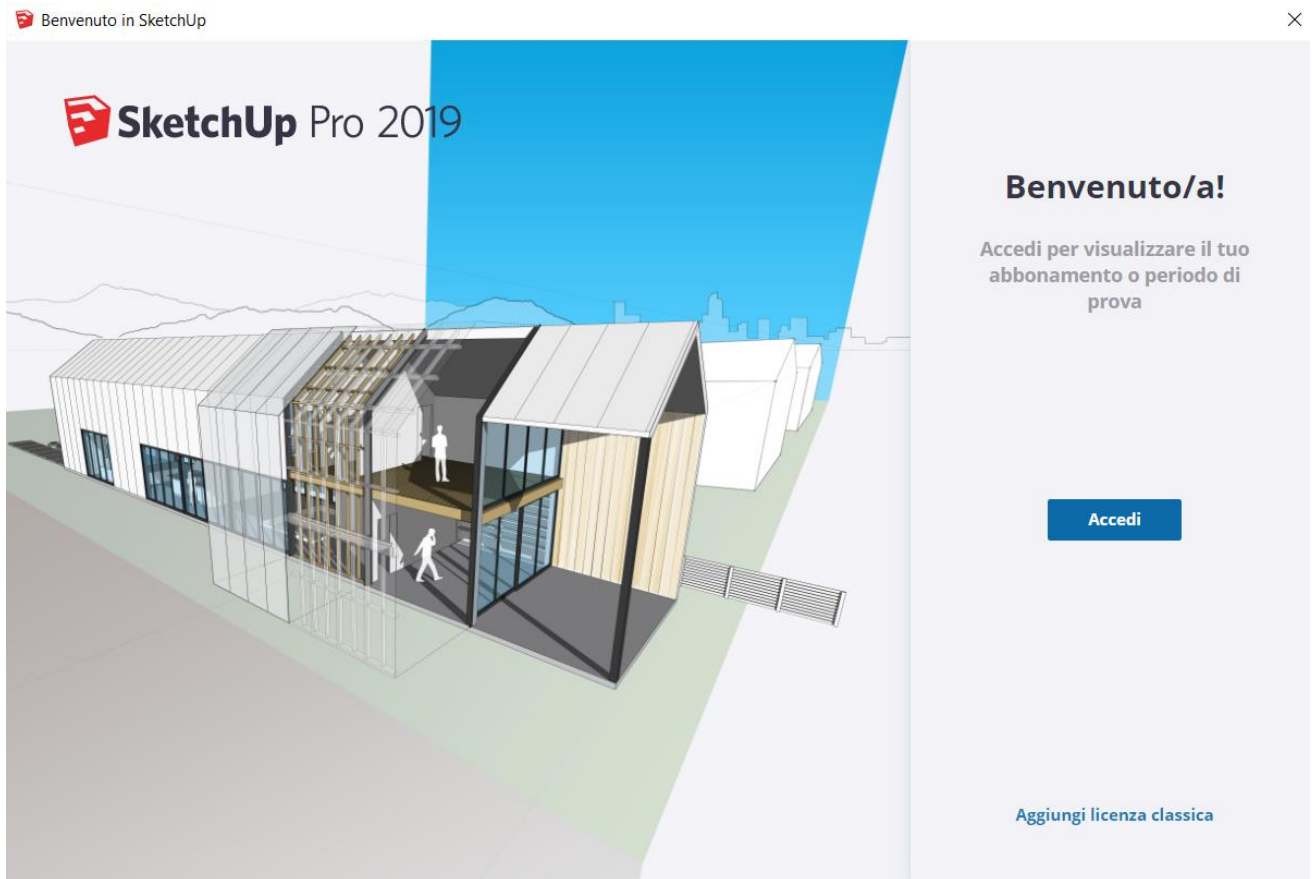 Benvenuto in SketchUp
SketchUp Pro 2019
Benvenuto/a!
Accedi per visualizzare il tuo
abbonamento o periodo di
prova
Accedi
Aggiungi licenza classica